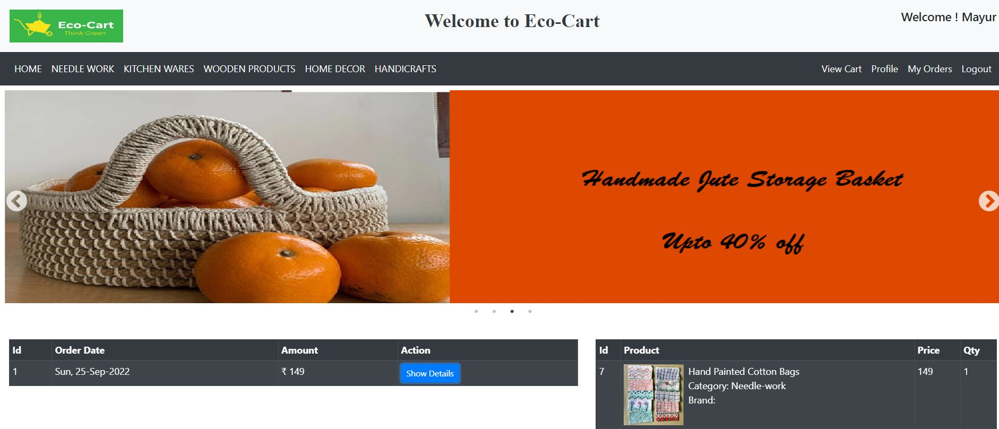 Eco-Cart
Think Green
Welcome to Eco-Cart
Welcome ! Mayur
HOME NEEDLE WORK KITCHEN WARES WOODEN PRODUCTS HOME DECOR HANDICRAFTS
View Cart Profile My Orders Logout
Handmade Jute Storage Basket
Upto 40% off
Id Order Date Amount Action
1 Sun, 25-Sep-2022 ₹ 149 Show Details
Id Product Price Qty
7 Hand Painted Cotton Bags 149 1
Category: Needle-work
Brand: